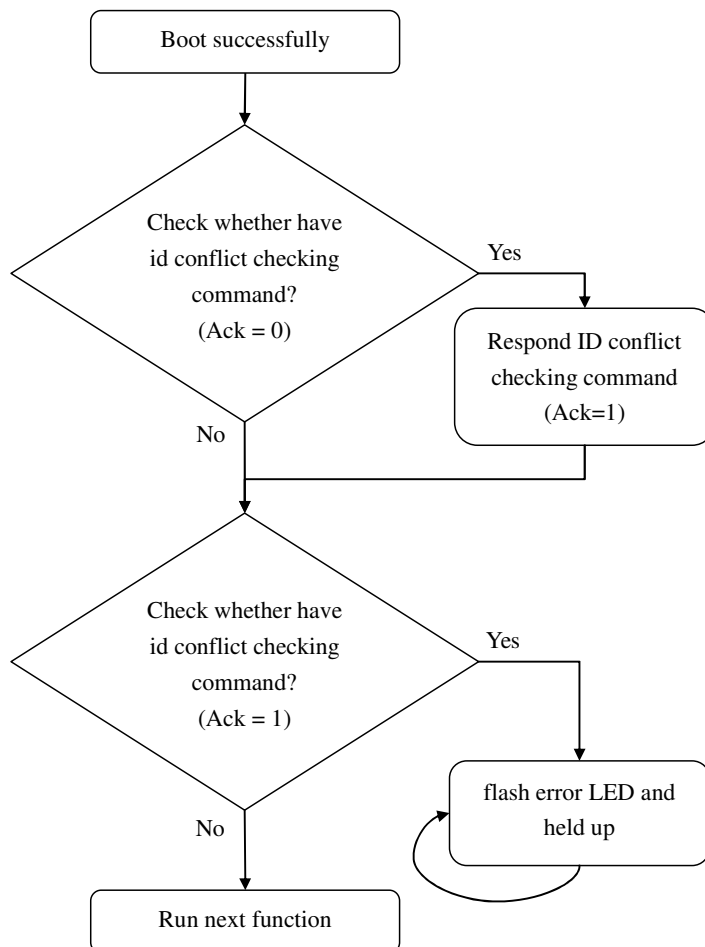 Boot successfully
Check whether have
id conflict checking
command?
(Ack = 0)
Yes
Respond ID conflict
checking command
(Ack=1)
No
Check whether have
id conflict checking
command?
(Ack = 1)
Yes
flash error LED and
held up
No
Run next function